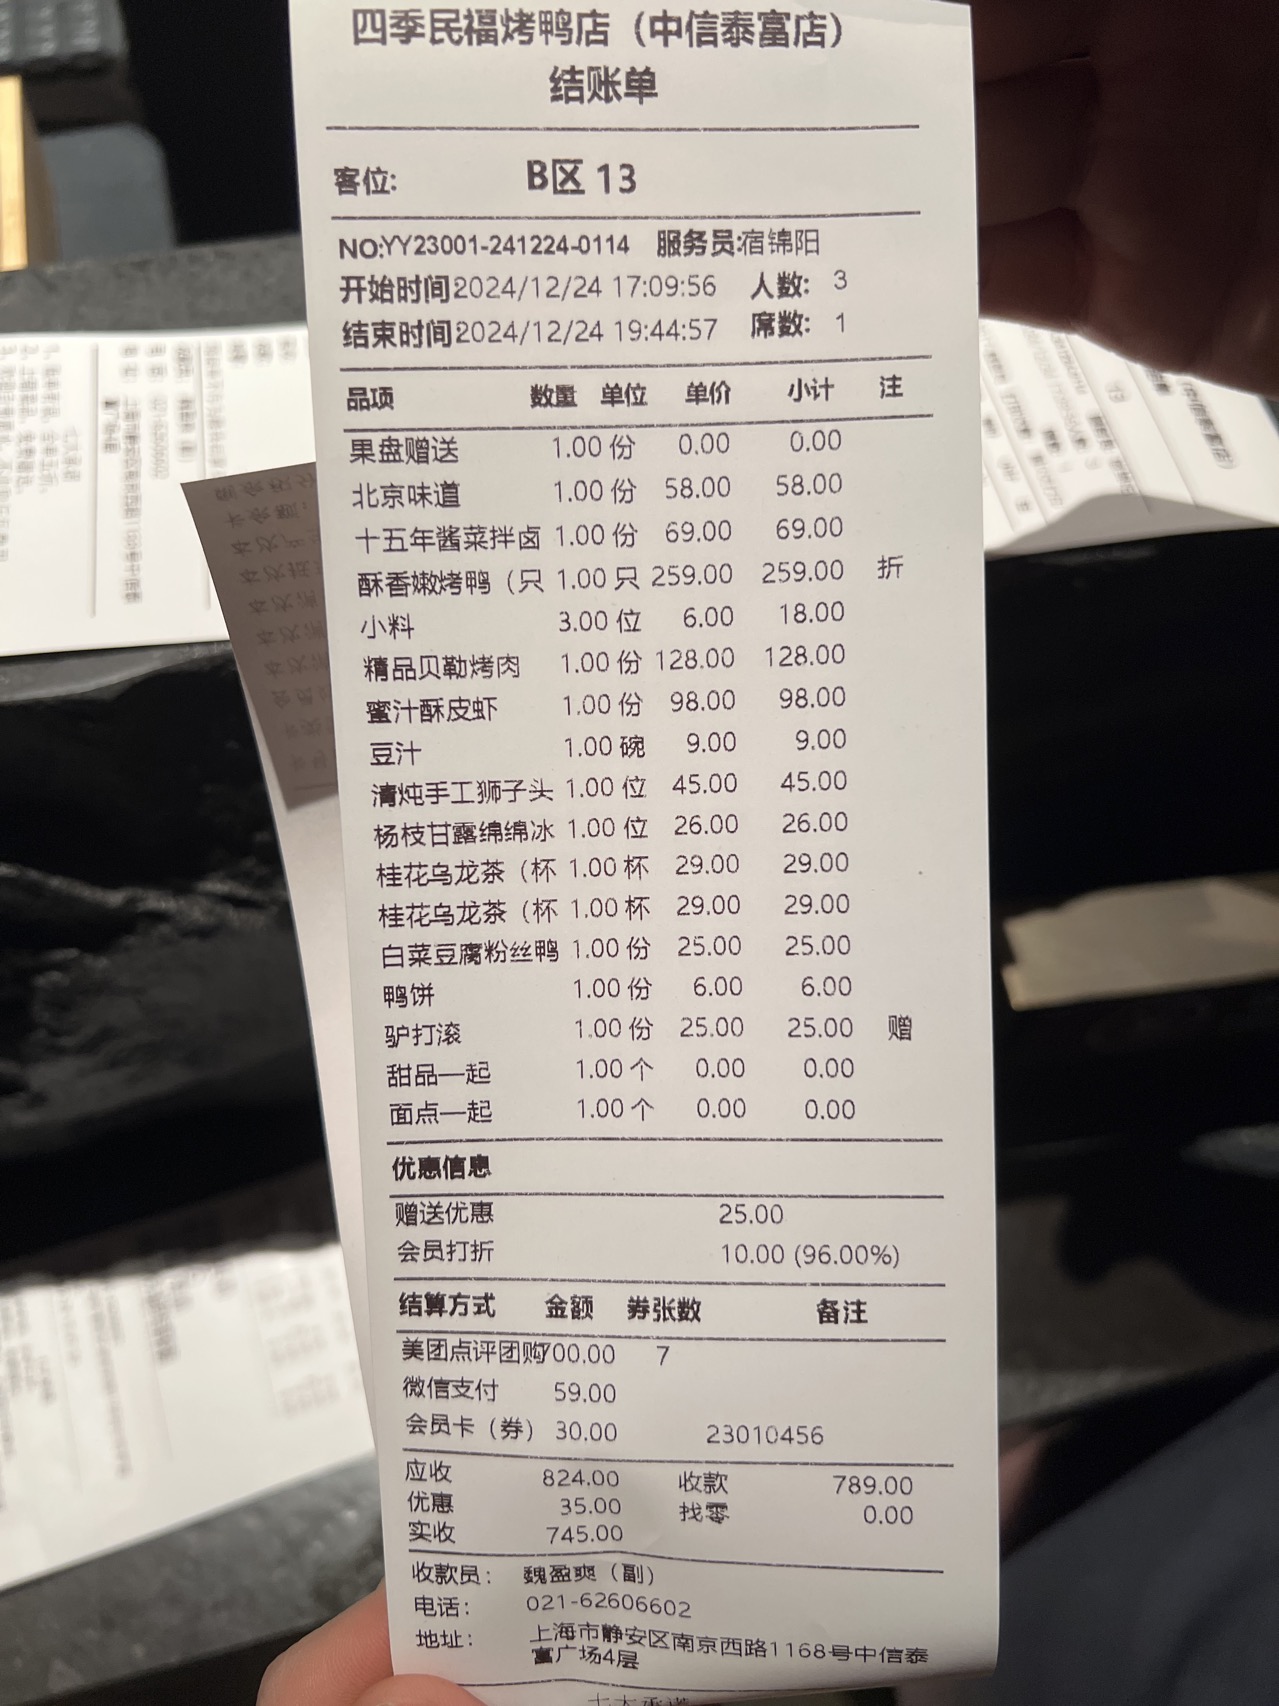 四季民福烤鸭店（中信泰富店）
结账单
客位: B区 13
NO:YY23001-241224-0114 服务员:宿锦阳
开始时间2024/12/24 17:09:56 人数: 3
结束时间2024/12/24 19:44:57 席数: 1
品项 数量 单位 单价 小计 注
果盘赠送 1.00 份 0.00 0.00
北京味道 1.00 份 58.00 58.00
十五年酱菜拌卤 1.00 份 69.00 69.00
酥香嫩烤鸭（只 1.00 只 259.00 259.00 折
小料 3.00 位 6.00 18.00
精品贝勒烤肉 1.00 份 128.00 128.00
蜜汁酥皮虾 1.00 份 98.00 98.00
豆汁 1.00 碗 9.00 9.00
清炖手工狮子头 1.00 位 45.00 45.00
杨枝甘露绵绵冰 1.00 位 26.00 26.00
桂花乌龙茶（杯 1.00 杯 29.00 29.00
桂花乌龙茶（杯 1.00 杯 29.00 29.00
白菜豆腐粉丝鸭 1.00 份 25.00 25.00
鸭饼 1.00 份 6.00 6.00
驴打滚 1.00 份 25.00 25.00 赠
甜品一起 1.00 个 0.00 0.00
面点一起 1.00 个 0.00 0.00
优惠信息
赠送优惠 25.00
会员打折 10.00 (96.00%)
结算方式 金额 券张数 备注
美团点评团购700.00 7
微信支付 59.00
会员卡（券） 30.00 23010456
应收 824.00 收款 789.00
优惠 35.00 找零 0.00
实收 745.00
收款员: 魏盈爽（副）
电话: 021-62606602
地址: 上海市静安区南京西路1168号中信泰
富广场4层